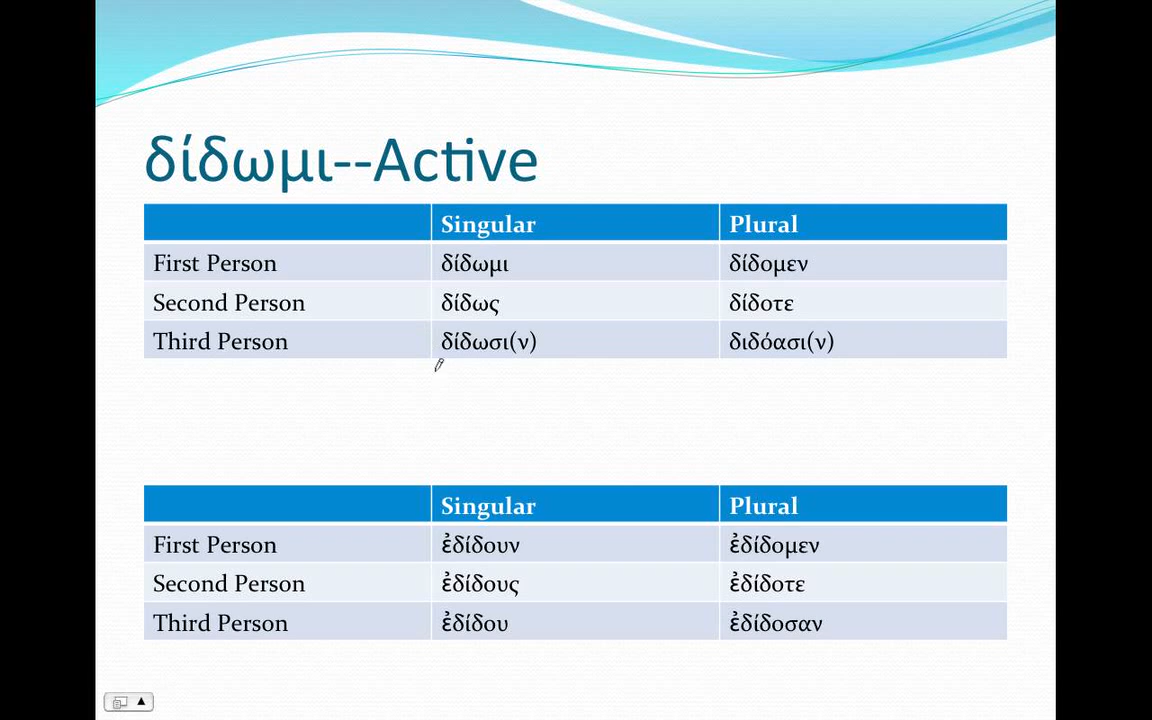 δίδωμι--Active
Singular Plural
First Person δίδωμι δίδομεν
Second Person δίδως δίδοτε
Third Person δίδωσι(ν) διδόασι(ν)
Singular Plural
First Person ἐδίδουν ἐδίδομεν
Second Person ἐδίδους ἐδίδοτε
Third Person ἐδίδου ἐδίδοσαν